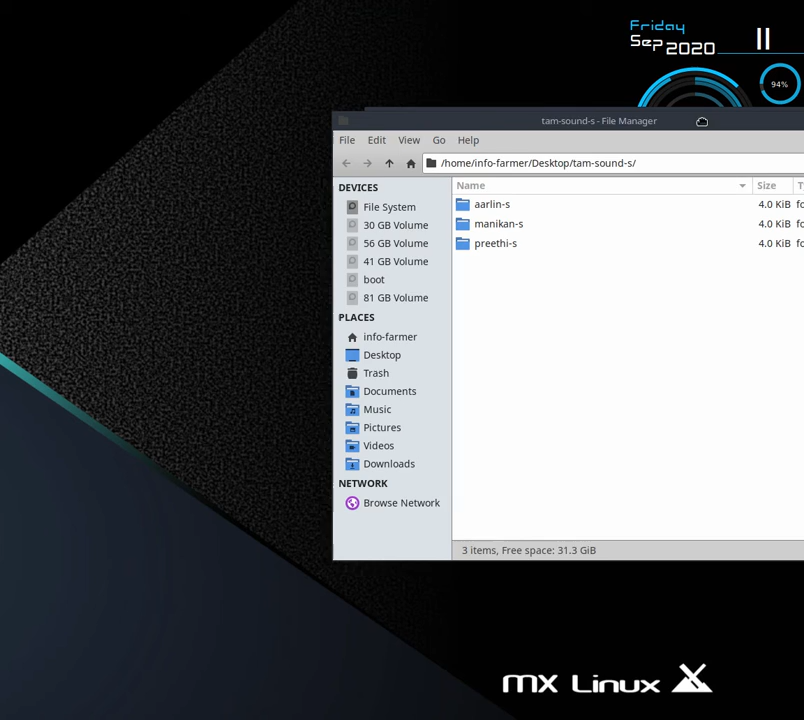 Friday
Sep 2020
94%
tam-sound-s - File Manager
File Edit View Go Help
/home/info-farmer/Desktop/tam-sound-s/
DEVICES
File System
30 GB Volume
56 GB Volume
41 GB Volume
boot
81 GB Volume
PLACES
info-farmer
Desktop
Trash
Documents
Music
Pictures
Videos
Downloads
NETWORK
Browse Network
Name Size
aarlin-s 4.0 KiB
manikan-s 4.0 KiB
preethi-s 4.0 KiB
3 items, Free space: 31.3 GiB
MX Linux